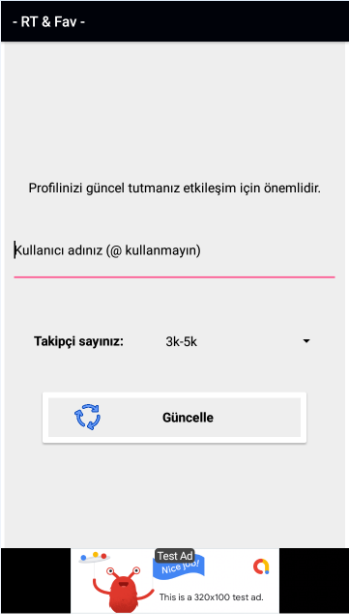 - RT & Fav -
Profilinizi güncel tutmanız etkileşim için önemlidir.
Kullanıcı adınız (@ kullanmayın)
Takipçi sayınız: 3k-5k
Güncelle
Test Ad
Nice job!
This is a 320x100 test ad.